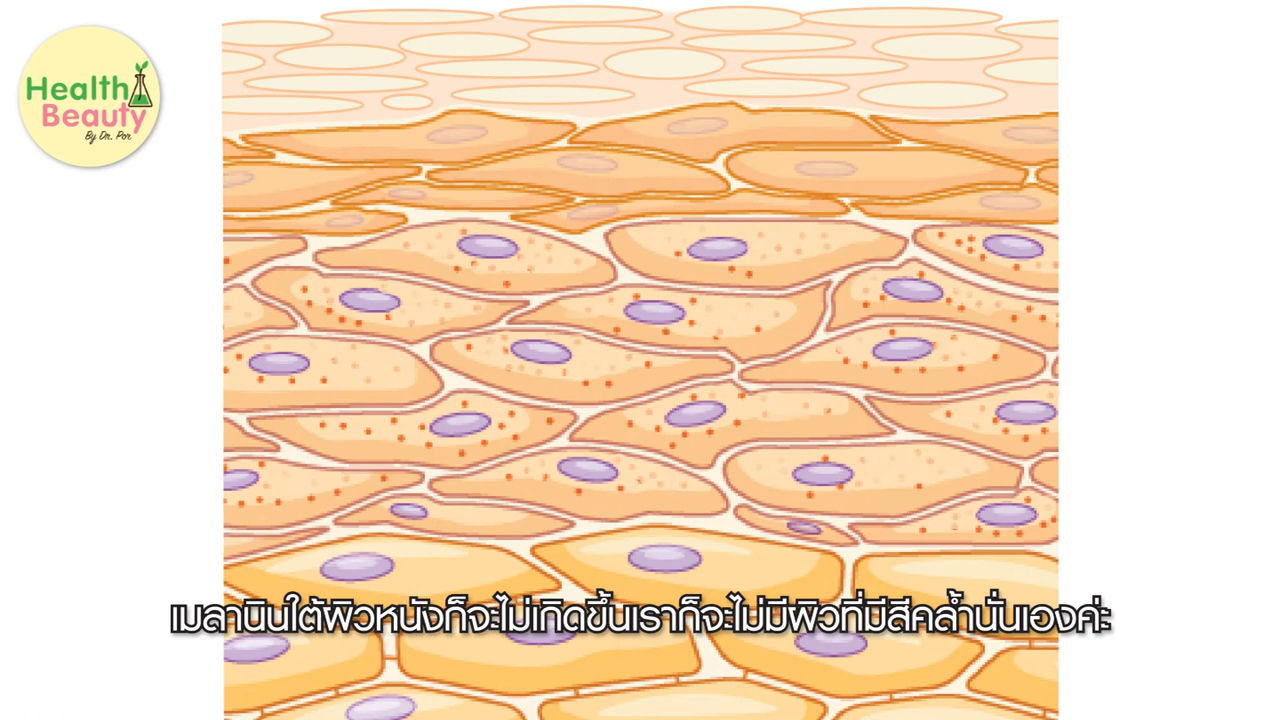 Health
Beauty
By Dr. Por
เมลานินใต้ผิวหนังก็จะไม่เกิดขึ้นเราก็จะไม่มีผิวที่มีสีคล้ำนั่นเองค่ะ